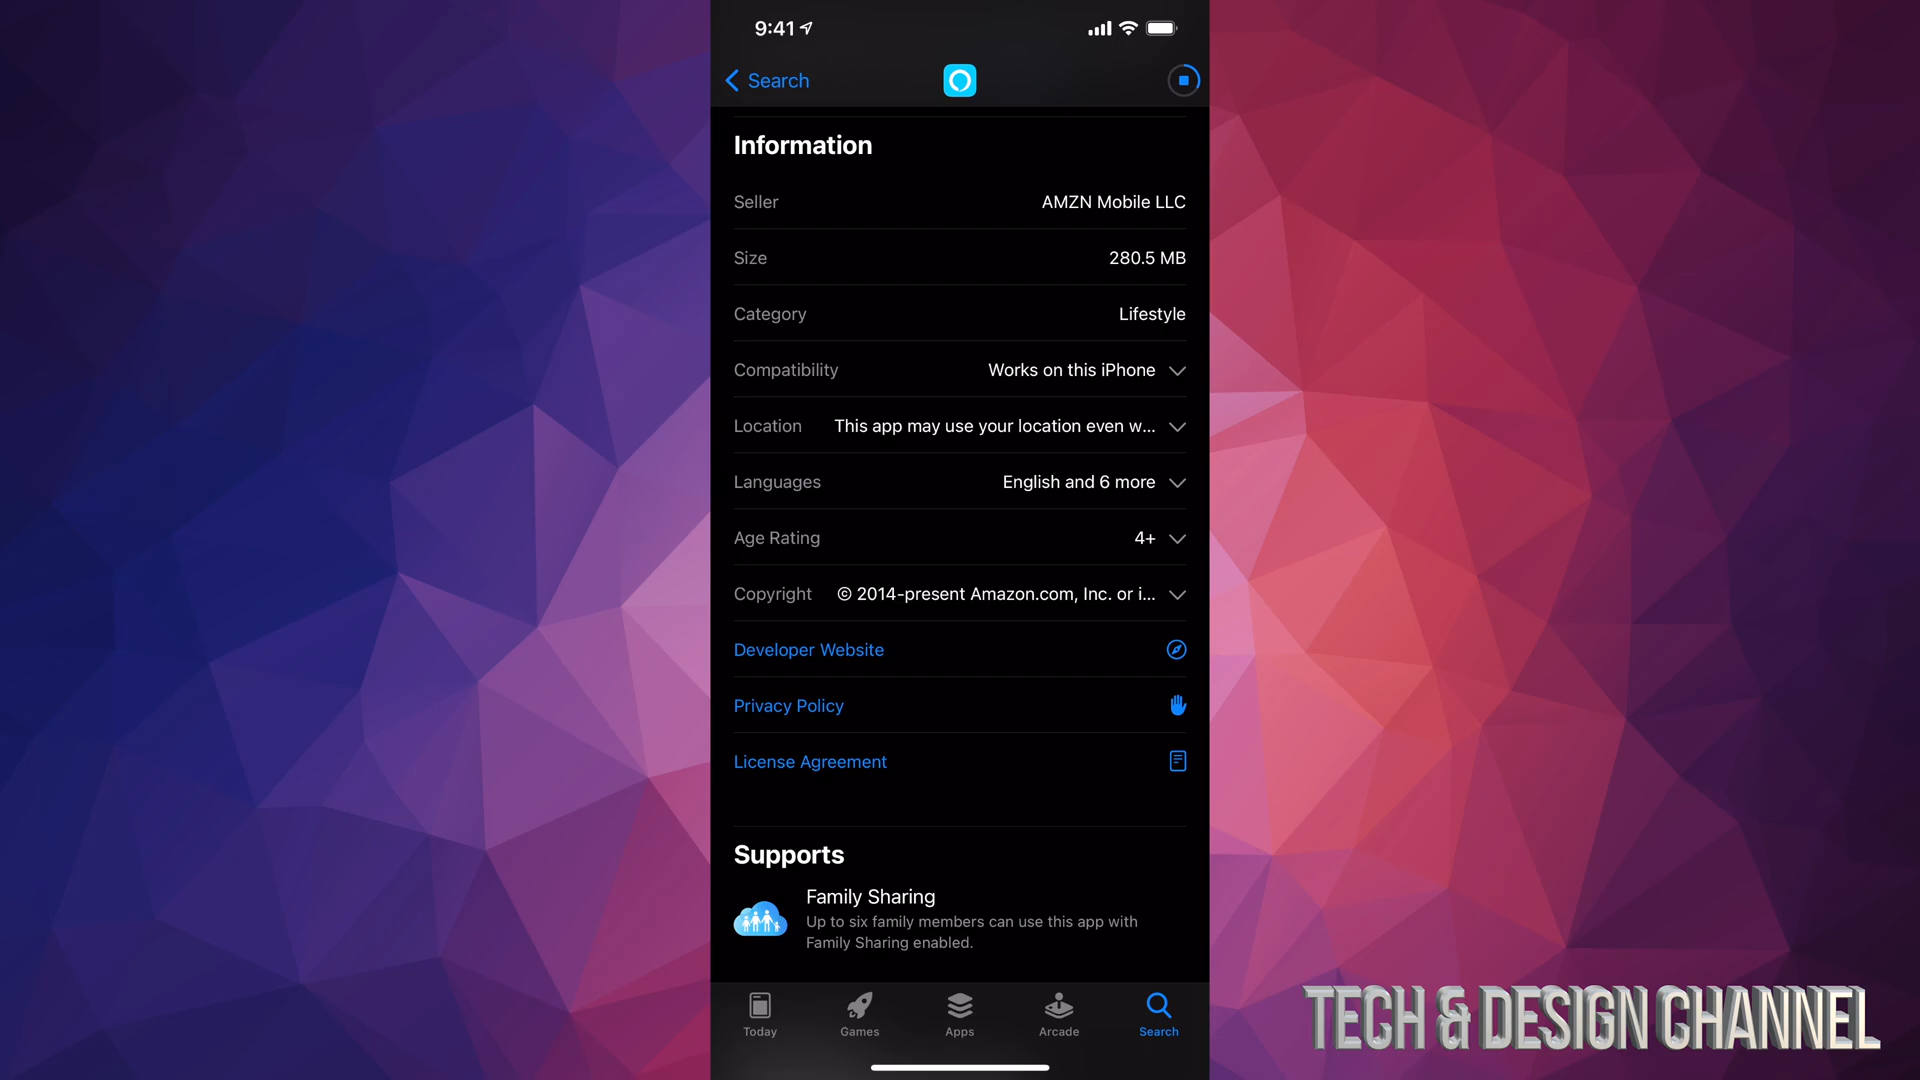 9:41
Search
Information
Seller AMZN Mobile LLC
Size 280.5 MB
Category Lifestyle
Compatibility Works on this iPhone
Location This app may use your location even w...
Languages English and 6 more
Age Rating 4+
Copyright © 2014-present Amazon.com, Inc. or i...
Developer Website
Privacy Policy
License Agreement
Supports
Family Sharing
Up to six family members can use this app with
Family Sharing enabled.
Today Games Apps Arcade Search
TECH & DESIGN CHANNEL